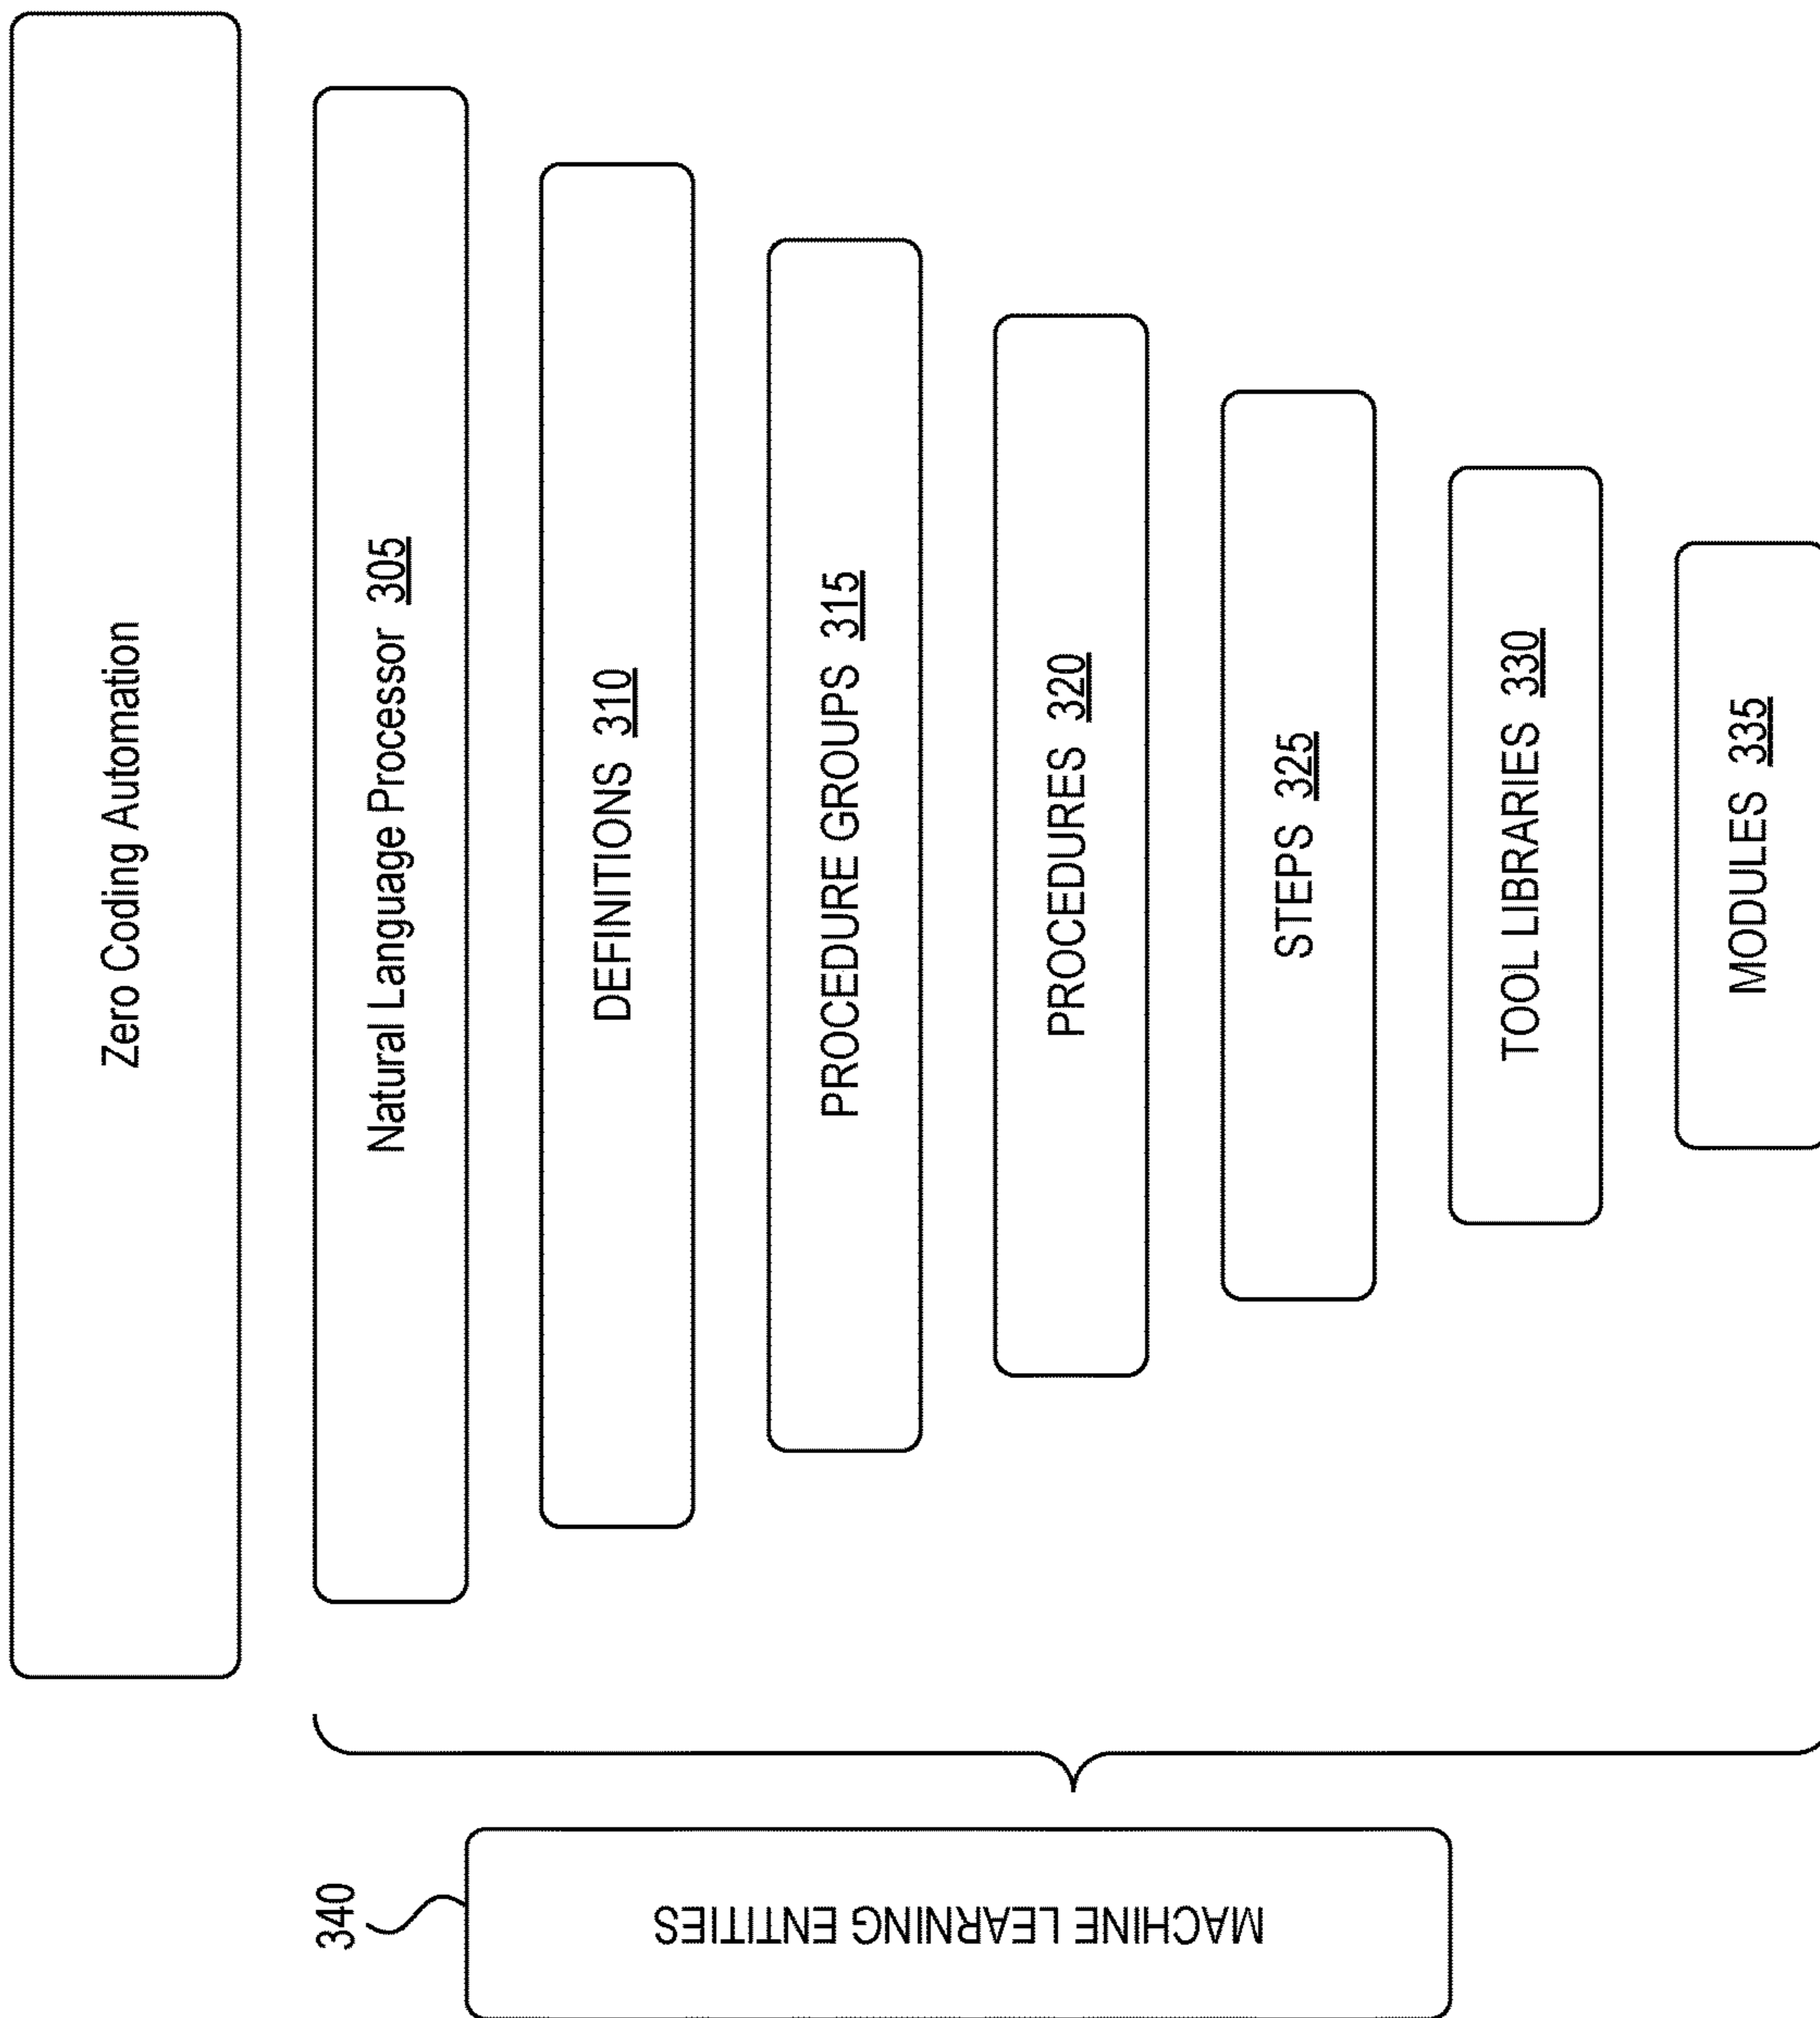 Zero Coding Automation
Natural Language Processor 305
DEFINITIONS 310
PROCEDURE GROUPS 315
PROCEDURES 320
STEPS 325
TOOL LIBRARIES 330
MODULES 335
340
MACHINE LEARNING ENTITIES